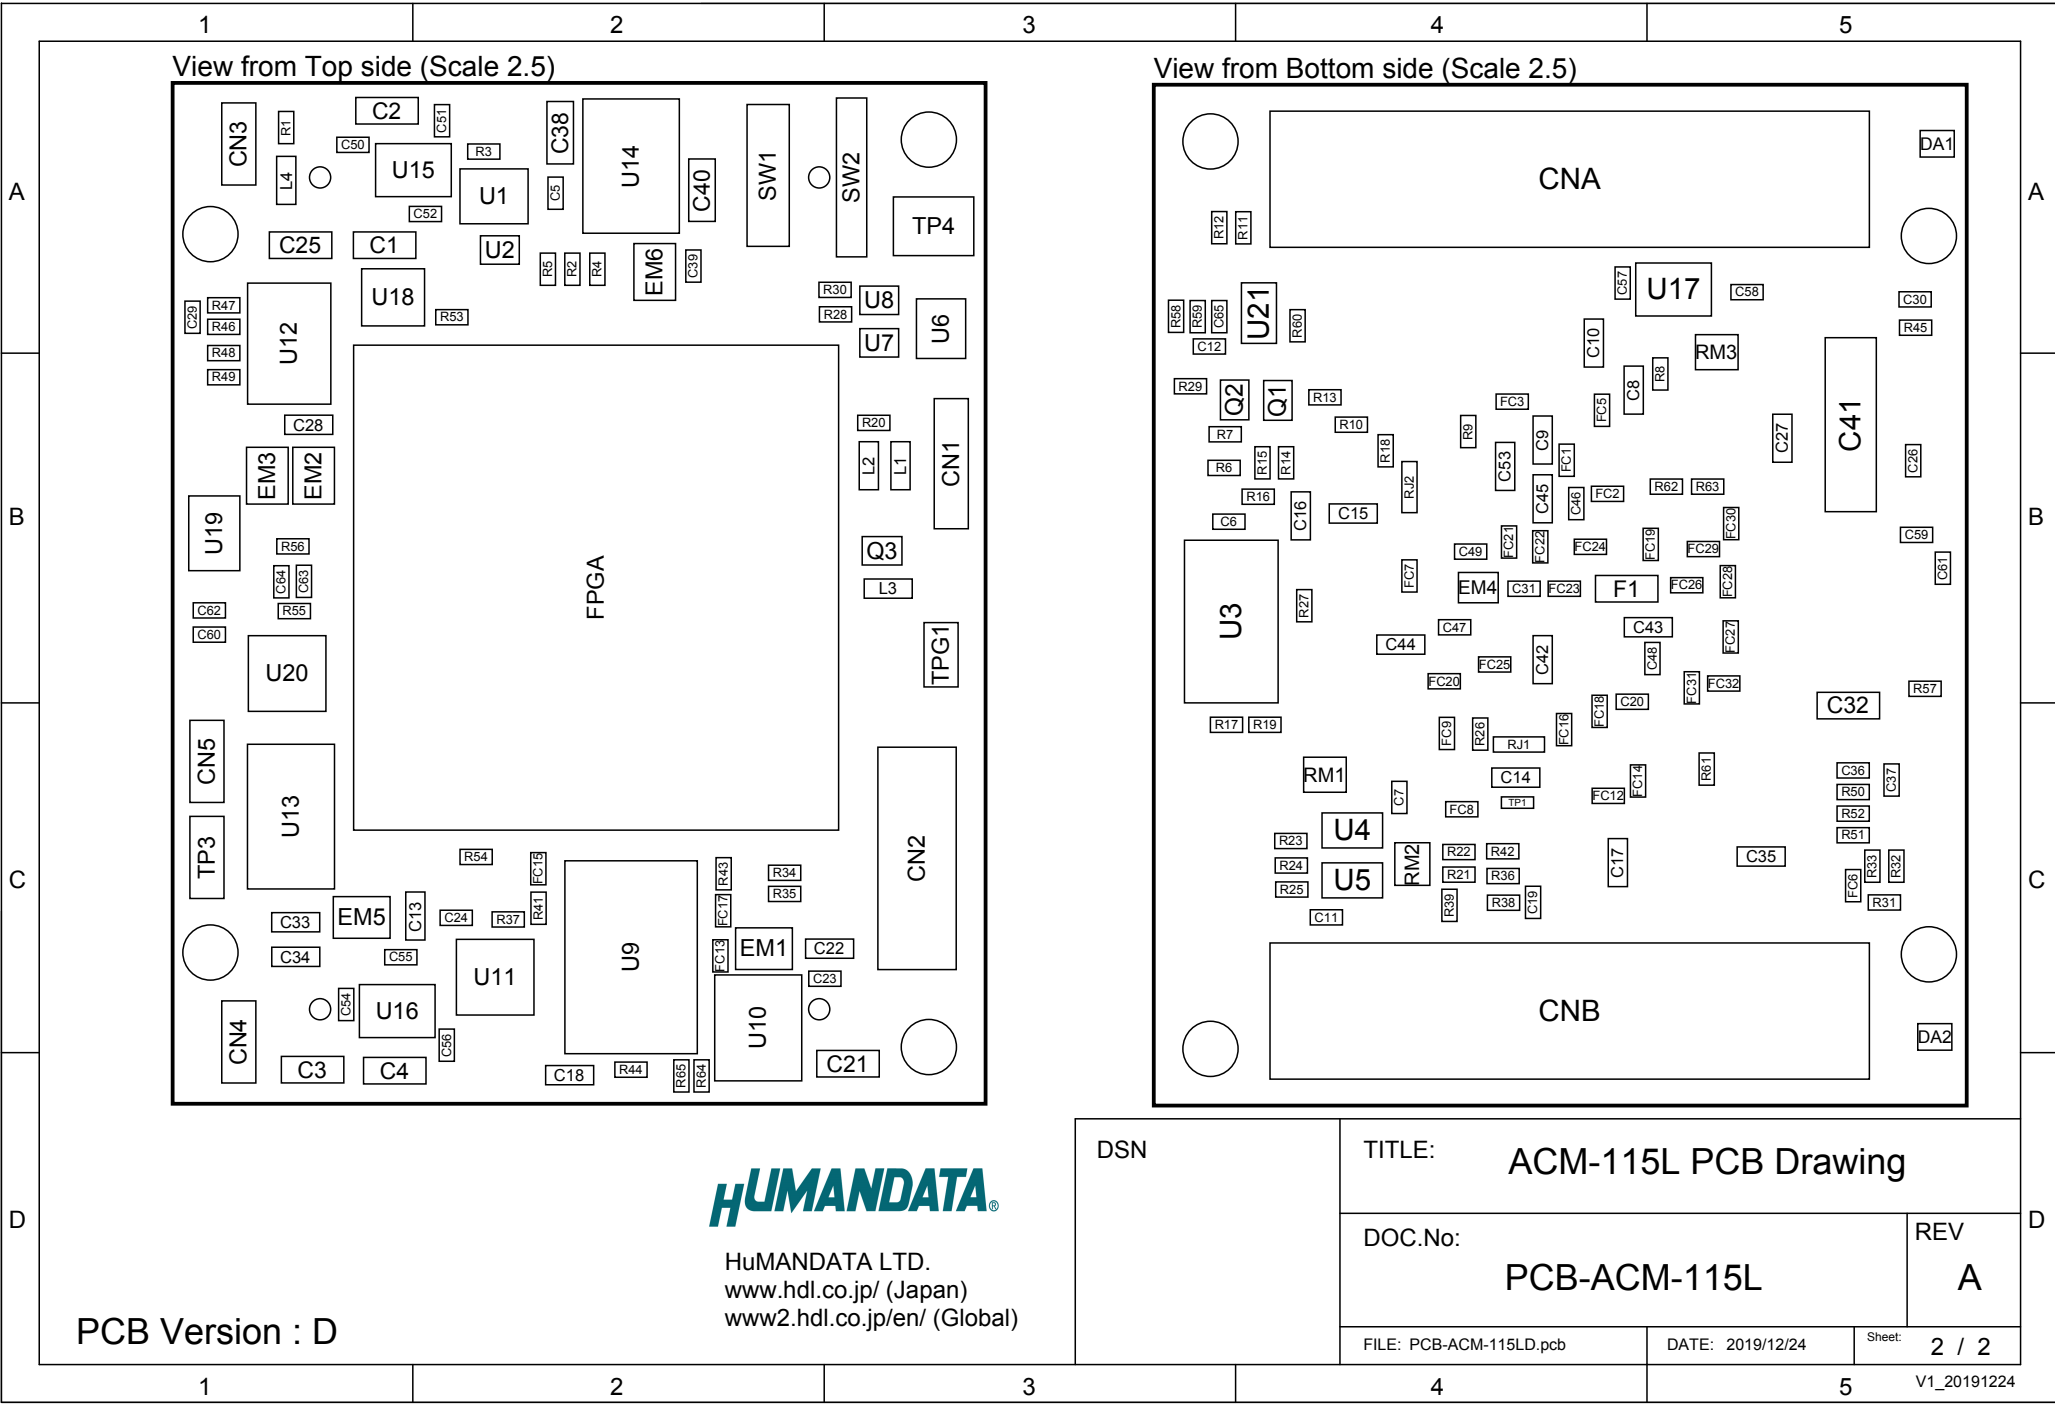 1 2 3 4 5
View from Top side (Scale 2.5)
View from Bottom side (Scale 2.5)
A
B
C
D
CN3
R1
C2
C51
C38
U14
SW1
SW2
C50
U15
R3
L4
U1
C5
C40
TP4
C52
C25
C1
U2
R5
R2
R4
EM6
C39
U18
R30
U8
U6
R28
U7
C29
R47
R46
R48
R49
U12
R53
C28
R20
EM3
EM2
L2
L1
CN1
U19
R56
Q3
C64
C63
L3
C62
R55
C60
FPGA
TPG1
U20
CN5
U13
CN2
TP3
R54
FC15
R43
R34
R35
C33
EM5
C13
C24
R37
R41
FC17
U9
FC13
EM1
C22
C34
C55
U11
C23
C54
U16
U10
CN4
C56
C3
C4
C18
R44
R65
R64
C21
CNA
DA1
R12
R11
C57
U17
C58
C30
R58
R59
C65
U21
R60
C12
C10
RM3
R45
R29
Q2
Q1
R13
FC3
C8
R8
C41
R7
R10
R9
FC5
C9
C27
R6
R15
R14
R18
C53
FC1
C26
RJ2
R16
C6
C16
C15
C45
C46
FC2
R62
R63
FC30
C49
FC21
FC22
FC24
FC19
FC29
C59
C61
U3
R27
FC7
EM4
C31
FC23
F1
FC26
FC28
C47
C43
C44
C42
C48
FC27
FC25
FC20
FC31
FC32
R57
R17
R19
FC18
C20
C32
FC9
R26
RJ1
FC16
RM1
C7
C14
FC14
R61
C36
C37
FC8
TP1
FC12
R50
R52
R51
R23
U4
R24
R25
U5
RM2
R22
R42
R21
R36
R39
R38
C19
C17
C35
R33
R32
FC6
R31
C11
CNB
DA2
A
B
C
D
HUMANDATA®
HuMANDATA LTD.
www.hdl.co.jp/ (Japan)
www2.hdl.co.jp/en/ (Global)
PCB Version : D
DSN
TITLE: ACM-115L PCB Drawing
DOC.No: PCB-ACM-115L
REV A
FILE: PCB-ACM-115LD.pcb
DATE: 2019/12/24
Sheet: 2 / 2
1 2 3 4 5
V1_20191224